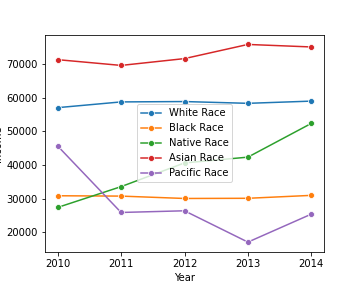 70000
60000
50000
40000
30000
20000
White Race
Black Race
Native Race
Asian Race
Pacific Race
2010 2011 2012 2013 2014
Year